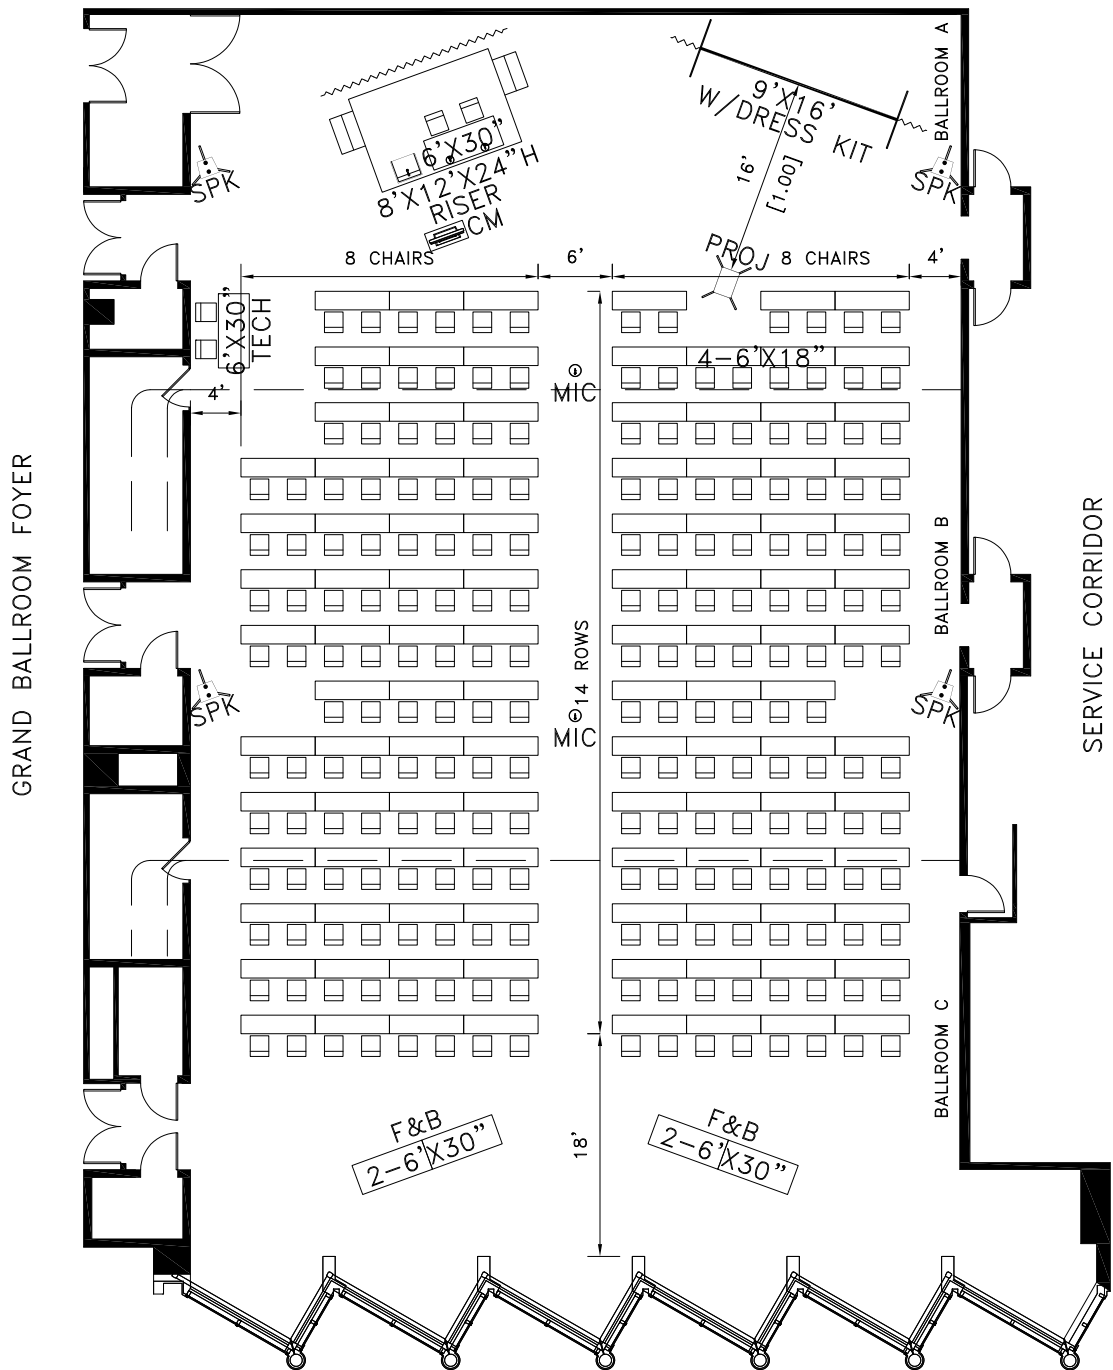 BALLROOM A
9'X16'
W/DRESS KIT
6'X30"
8'X12'X24"H
RISER
CM
16'
[1.00]
SPK
SPK
PROJ
8 CHAIRS
6'
8 CHAIRS
4'
6'X30"
TECH
4-6'X18"
MIC
4'
GRAND BALLROOM FOYER
BALLROOM B
SERVICE CORRIDOR
14 ROWS
SPK
MIC
SPK
BALLROOM C
F&B
2-6'X30"
F&B
2-6'X30"
18'